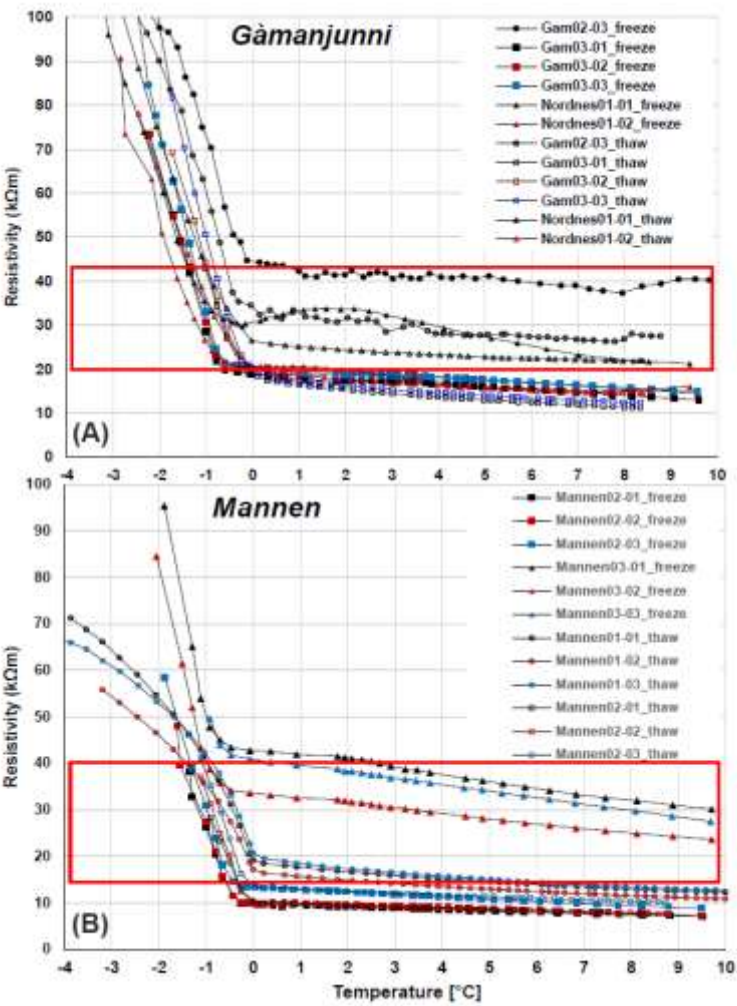 100
90
80
70
60
50
40
30
20
10
0
Resistivity (kΩm)
Gàmanjunni
Gam02-03_freeze
Gam03-01_freeze
Gam03-02_freeze
Gam03-03_freeze
Nordnes01-01_freeze
Nordnes01-02_freeze
Gam02-03_thaw
Gam03-01_thaw
Gam03-02_thaw
Gam03-03_thaw
Nordnes01-01_thaw
Nordnes01-02_thaw
(A)
-4 -3 -2 -1 0 1 2 3 4 5 6 7 8 9 10
100
90
80
70
60
50
40
30
20
10
0
Resistivity (kΩm)
Mannen
Mannen02-01_freeze
Mannen02-02_freeze
Mannen02-03_freeze
Mannen03-01_freeze
Mannen03-02_freeze
Mannen03-03_freeze
Mannen01-01_thaw
Mannen01-02_thaw
Mannen01-03_thaw
Mannen02-01_thaw
Mannen02-02_thaw
Mannen02-03_thaw
(B)
-4 -3 -2 -1 0 1 2 3 4 5 6 7 8 9 10
Temperature [°C]